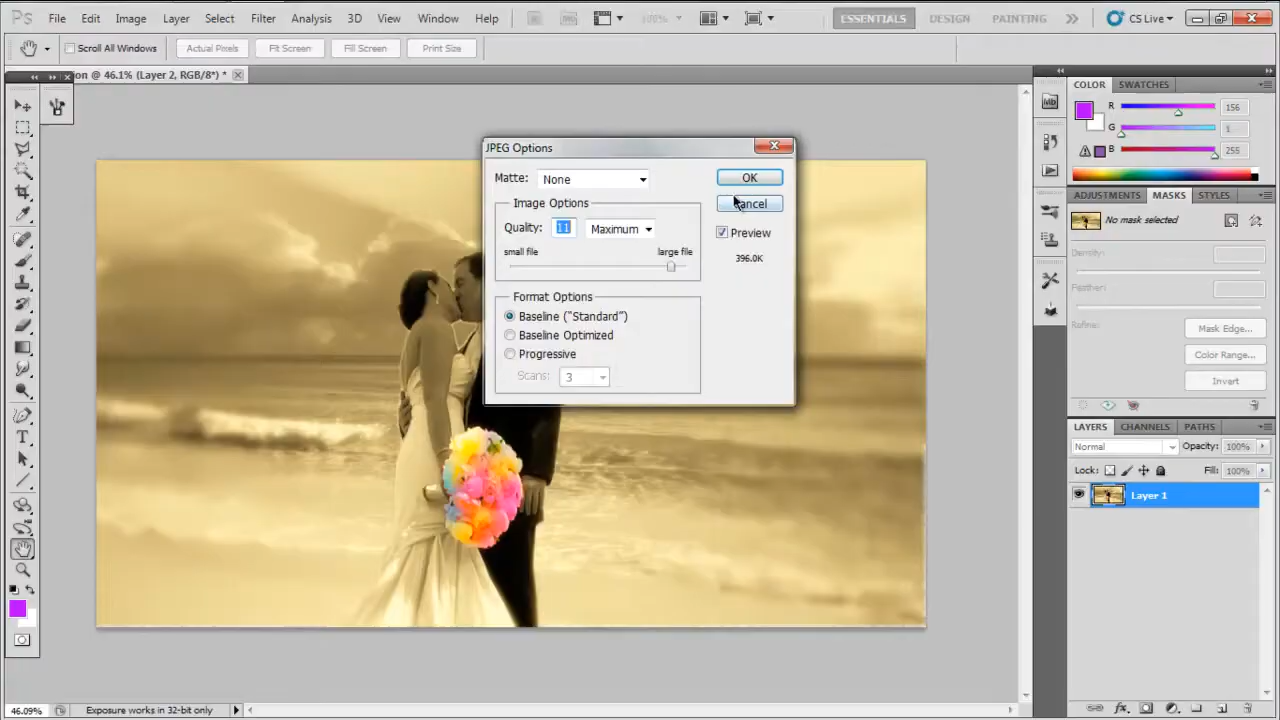 Ps File Edit Image Layer Select Filter Analysis 3D View Window Help Mb 100% ESSENTIALS DESIGN PAINTING CS Live
Scroll All Windows Actual Pixels Fit Screen Fill Screen Print Size
ion @ 46.1% (Layer 2, RGB/8*) *
COLOR SWATCHES
R 156
G 1
B 255
ADJUSTMENTS MASKS STYLES
No mask selected
Density:
Feather:
Refine: Mask Edge...
Color Range...
Invert
LAYERS CHANNELS PATHS
Normal Opacity: 100%
Lock: Fill: 100%
Layer 1
JPEG Options
Matte: None OK
Image Options Cancel
Quality: 11 Maximum Preview
small file large file 396.0K
Format Options
Baseline ("Standard")
Baseline Optimized
Progressive
Scans: 3
46.09% Exposure works in 32-bit only